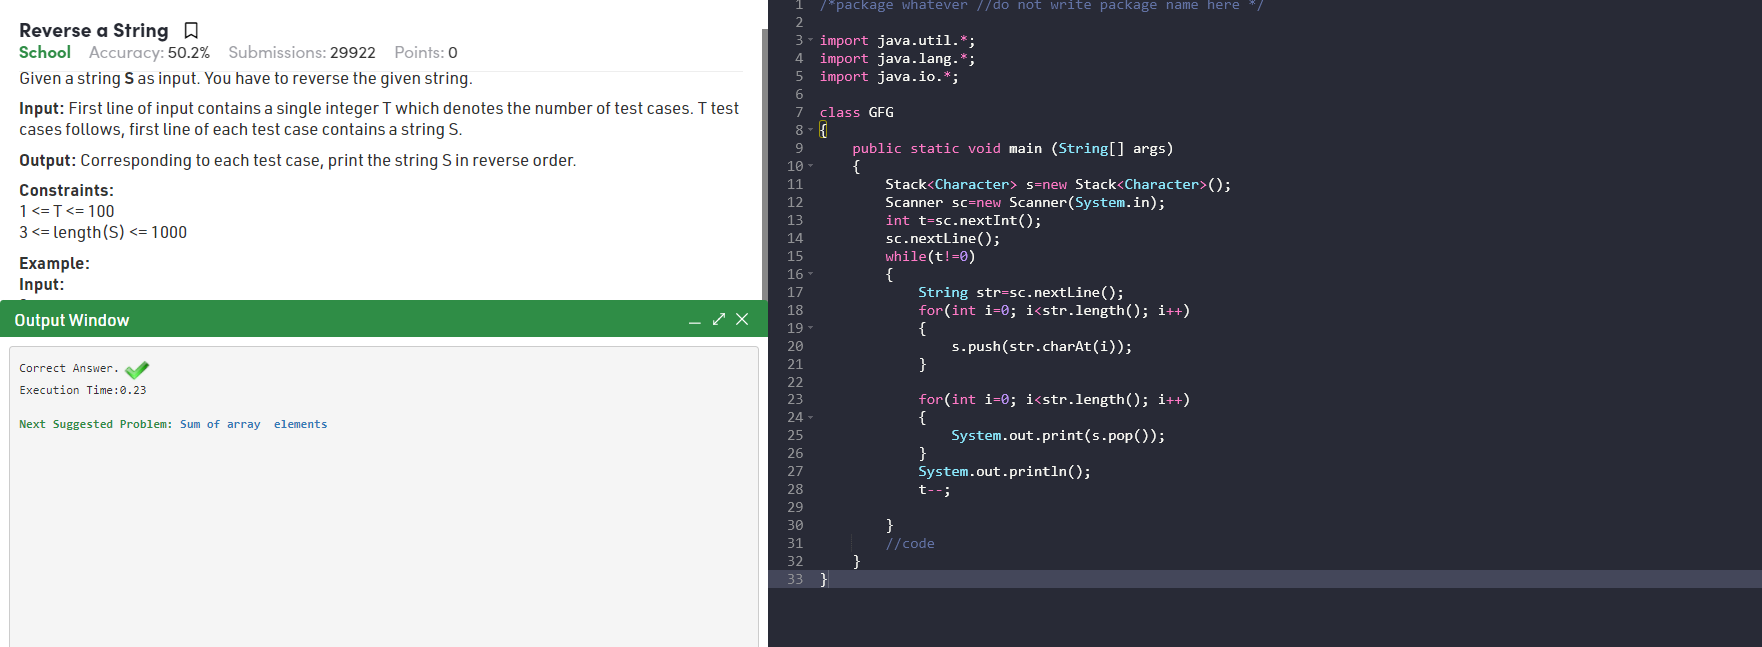 Reverse a String
School Accuracy: 50.2% Submissions: 29922 Points: 0
Given a string S as input. You have to reverse the given string.
Input: First line of input contains a single integer T which denotes the number of test cases. T test
cases follows, first line of each test case contains a string S.
Output: Corresponding to each test case, print the string S in reverse order.
Constraints:
1 <= T <= 100
3 <= length(S) <= 1000
Example:
Input:
Output Window
Correct Answer.
Execution Time:0.23
Next Suggested Problem: Sum of array  elements
1 /*package whatever //do not write package name here */
2
3 import java.util.*;
4 import java.lang.*;
5 import java.io.*;
6
7 class GFG
8 {
9     public static void main (String[] args)
10     {
11         Stack<Character> s=new Stack<Character>();
12         Scanner sc=new Scanner(System.in);
13         int t=sc.nextInt();
14         sc.nextLine();
15         while(t!=0)
16         {
17             String str=sc.nextLine();
18             for(int i=0; i<str.length(); i++)
19             {
20                 s.push(str.charAt(i));
21             }
22
23             for(int i=0; i<str.length(); i++)
24             {
25                 System.out.print(s.pop());
26             }
27             System.out.println();
28             t--;
29
30         }
31         //code
32     }
33 }